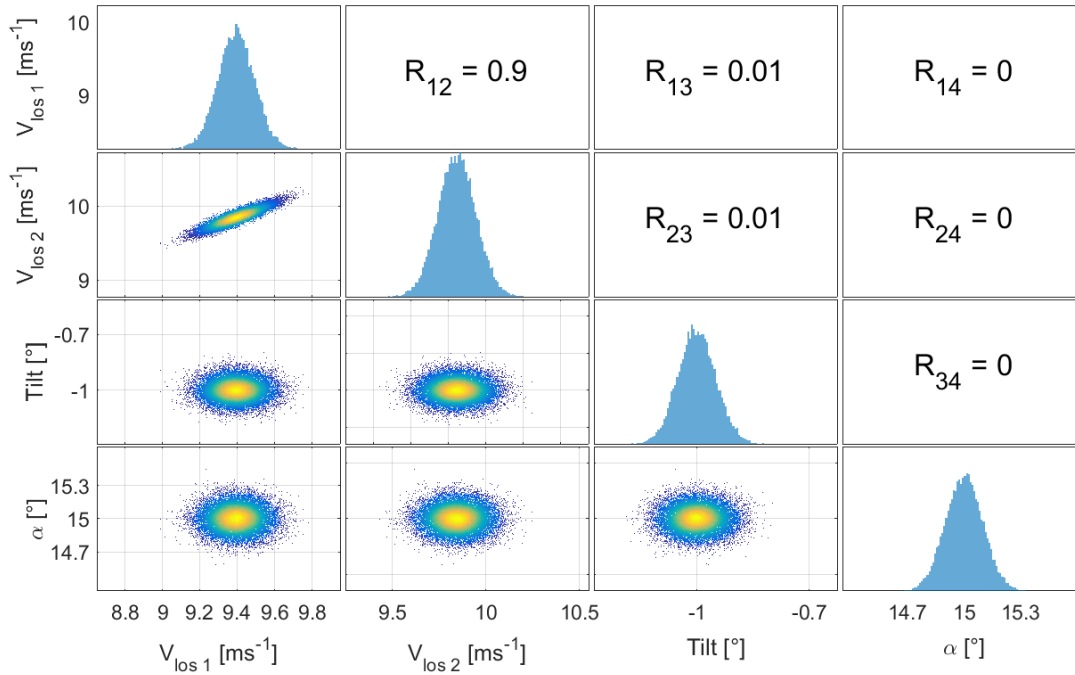 V_los 1 [ms^-1]
10
9
R_12 = 0.9
R_13 = 0.01
R_14 = 0
V_los 2 [ms^-1]
10
9
R_23 = 0.01
R_24 = 0
Tilt [°]
-0.7
-1
R_34 = 0
α [°]
15.3
15
14.7
8.8 9 9.2 9.4 9.6 9.8
9.5 10 10.5
-1 -0.7
14.7 15 15.3
V_los 1 [ms^-1]
V_los 2 [ms^-1]
Tilt [°]
α [°]